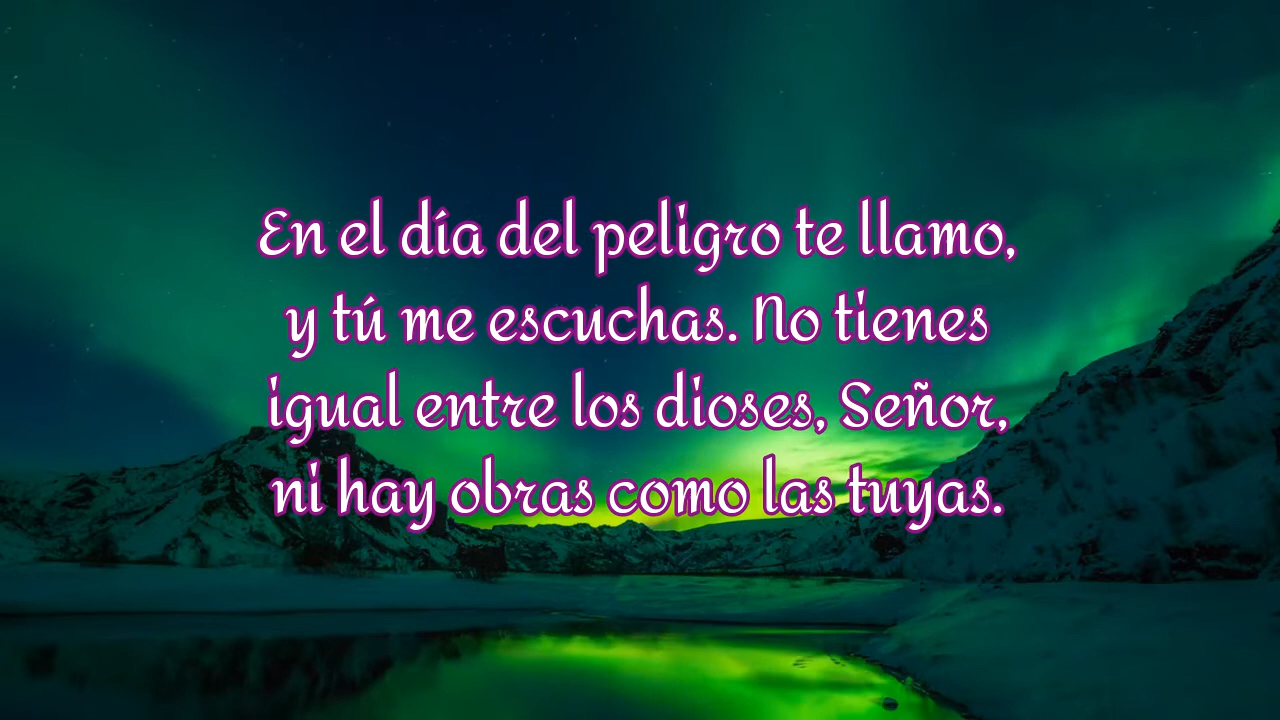 En el día del peligro te llamo,
y tú me escuchas. No tienes
igual entre los dioses, Señor,
ni hay obras como las tuyas.